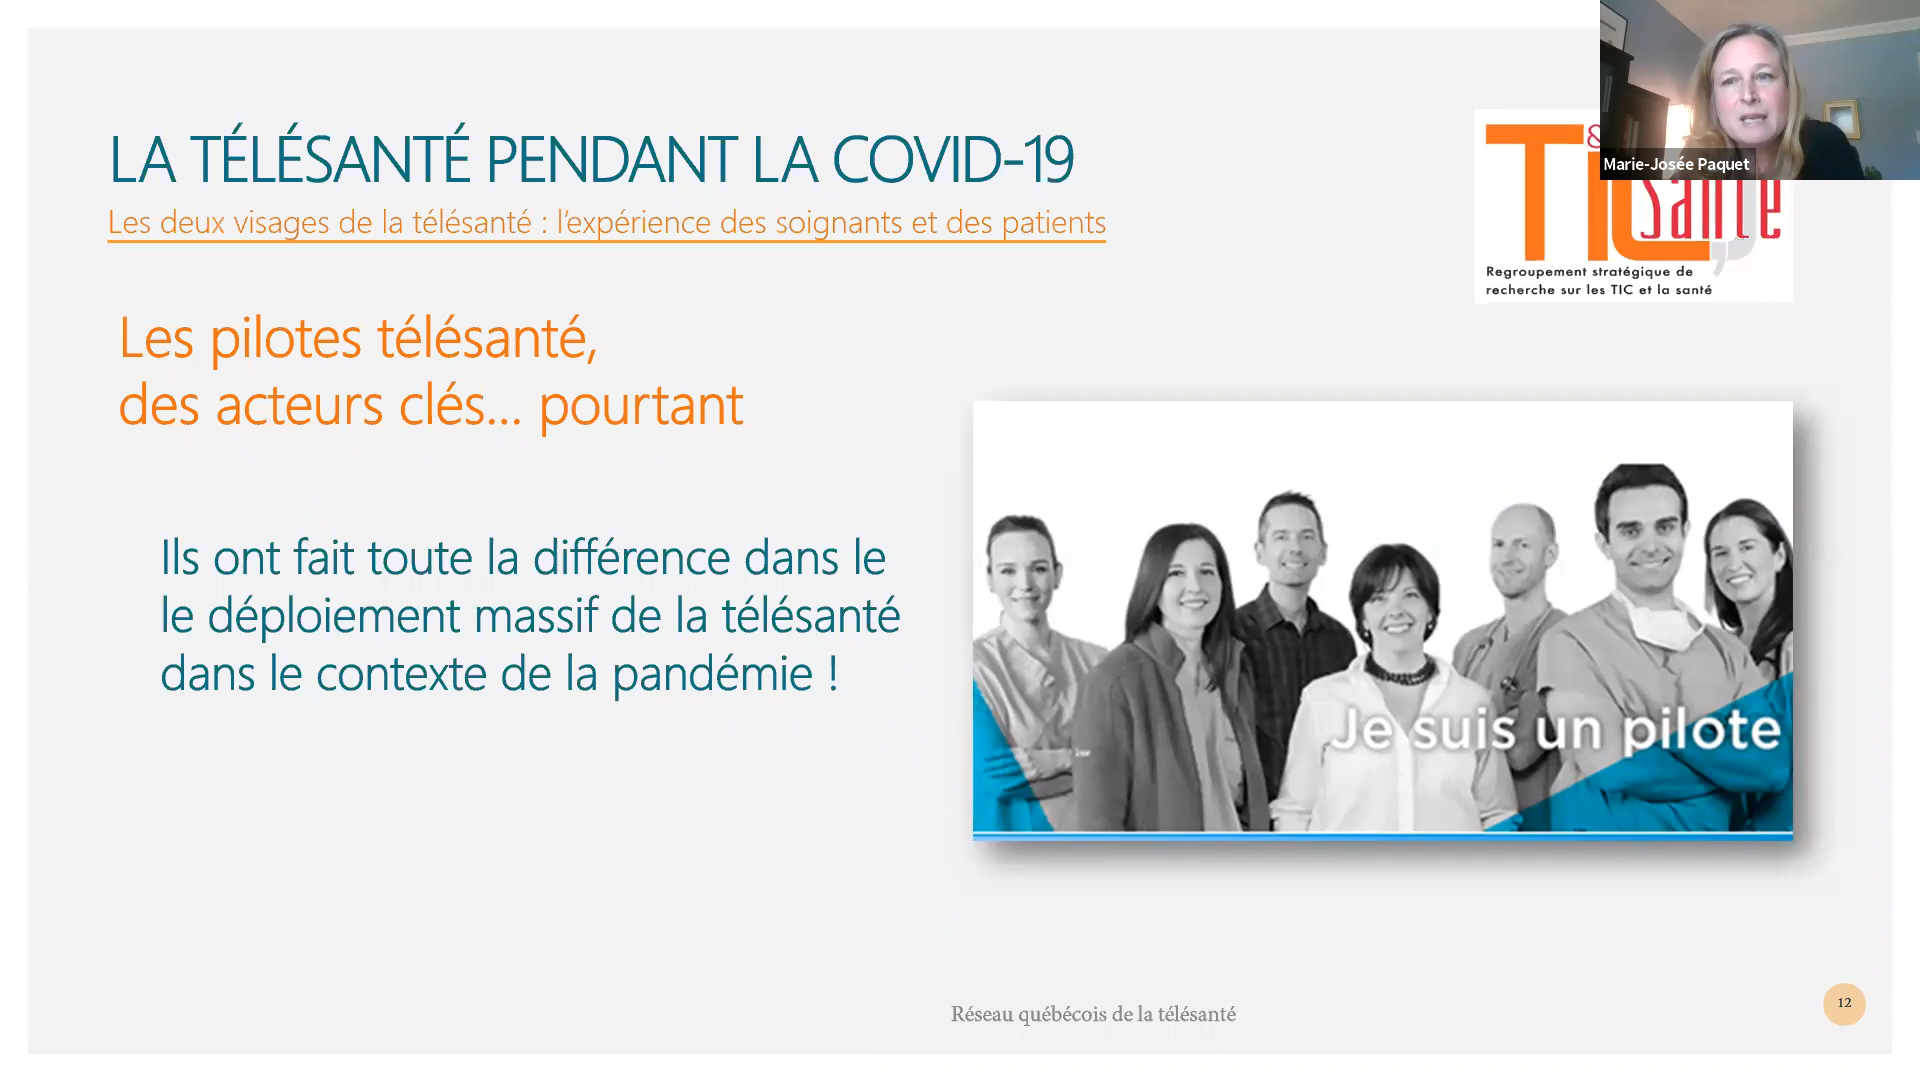 LA TÉLÉSANTÉ PENDANT LA COVID-19
Les deux visages de la télésanté : l'expérience des soignants et des patients
Marie-Josée Paquet
TIC
Santé
Regroupement stratégique de
recherche sur les TIC et la santé
Les pilotes télésanté,
des acteurs clés... pourtant
Ils ont fait toute la différence dans le
le déploiement massif de la télésanté
dans le contexte de la pandémie !
Je suis un pilote
Réseau québécois de la télésanté
12